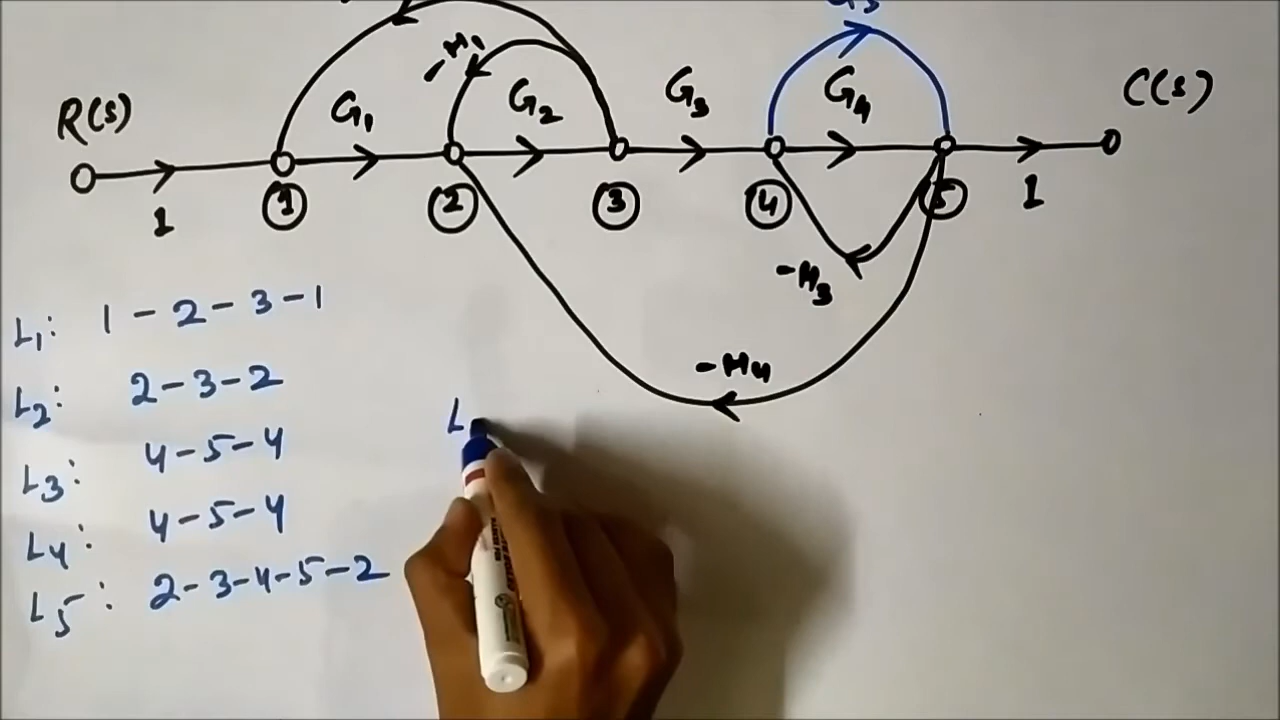 R(s) G₁ -H₁ G₂ G₃ G₄ C(s)
1 1
1 2 3 4 5
-H₃
-H₄
L₁: 1-2-3-1
L₂: 2-3-2
L₃: 4-5-4
L₄: 4-5-4
L₅: 2-3-4-5-2
L